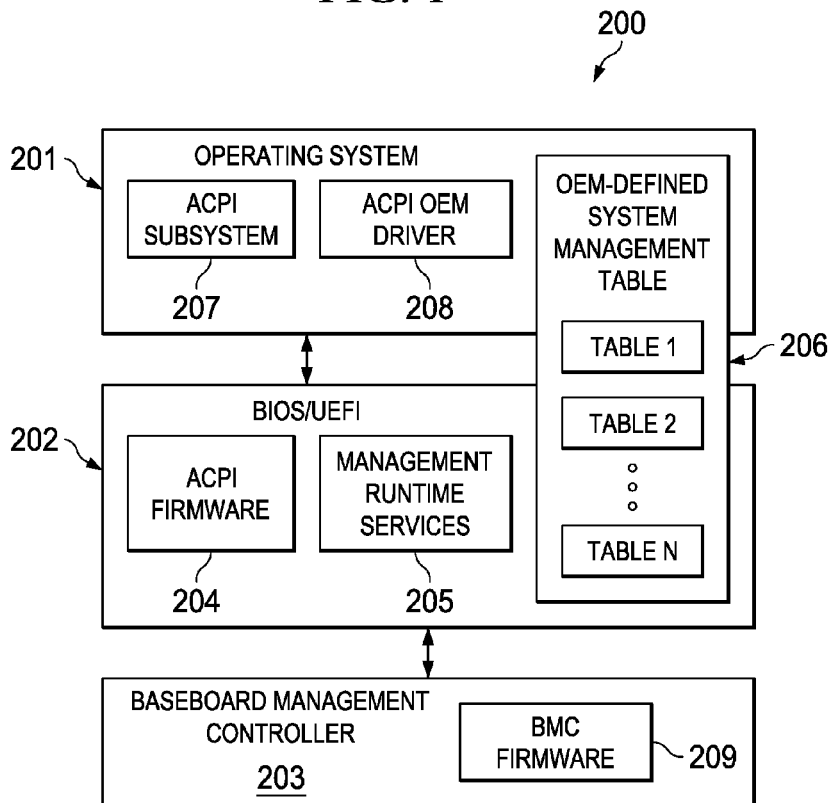 200
201
OPERATING SYSTEM
ACPI
SUBSYSTEM
207
ACPI OEM
DRIVER
208
OEM-DEFINED
SYSTEM
MANAGEMENT
TABLE
TABLE 1
TABLE 2
TABLE N
206
202
BIOS/UEFI
ACPI
FIRMWARE
204
MANAGEMENT
RUNTIME
SERVICES
205
BASEBOARD MANAGEMENT
CONTROLLER
203
BMC
FIRMWARE
209